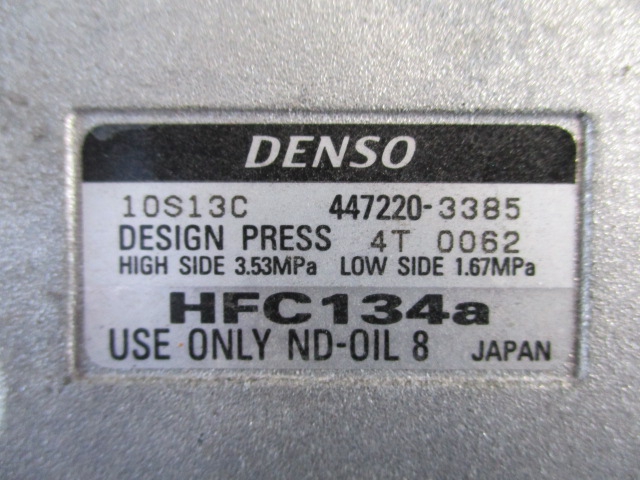 DENSO
10S13C 447220-3385
DESIGN PRESS 4T 0062
HIGH SIDE 3.53MPa LOW SIDE 1.67MPa
HFC134a
USE ONLY ND-OIL 8 JAPAN